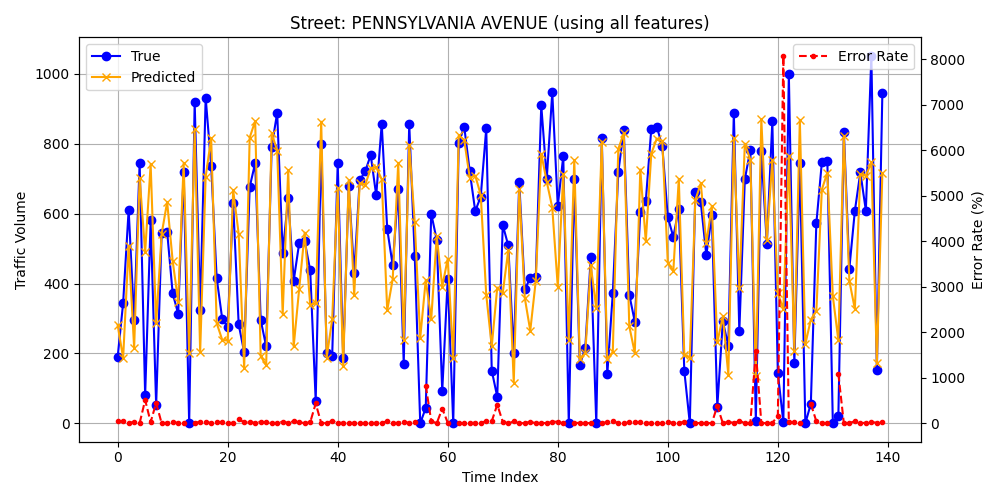 Street: PENNSYLVANIA AVENUE (using all features)
True
Predicted
Error Rate
Traffic Volume
1000
800
600
400
200
0
8000
7000
6000
5000
4000
3000
2000
1000
0
Error Rate (%)
0 20 40 60 80 100 120 140
Time Index